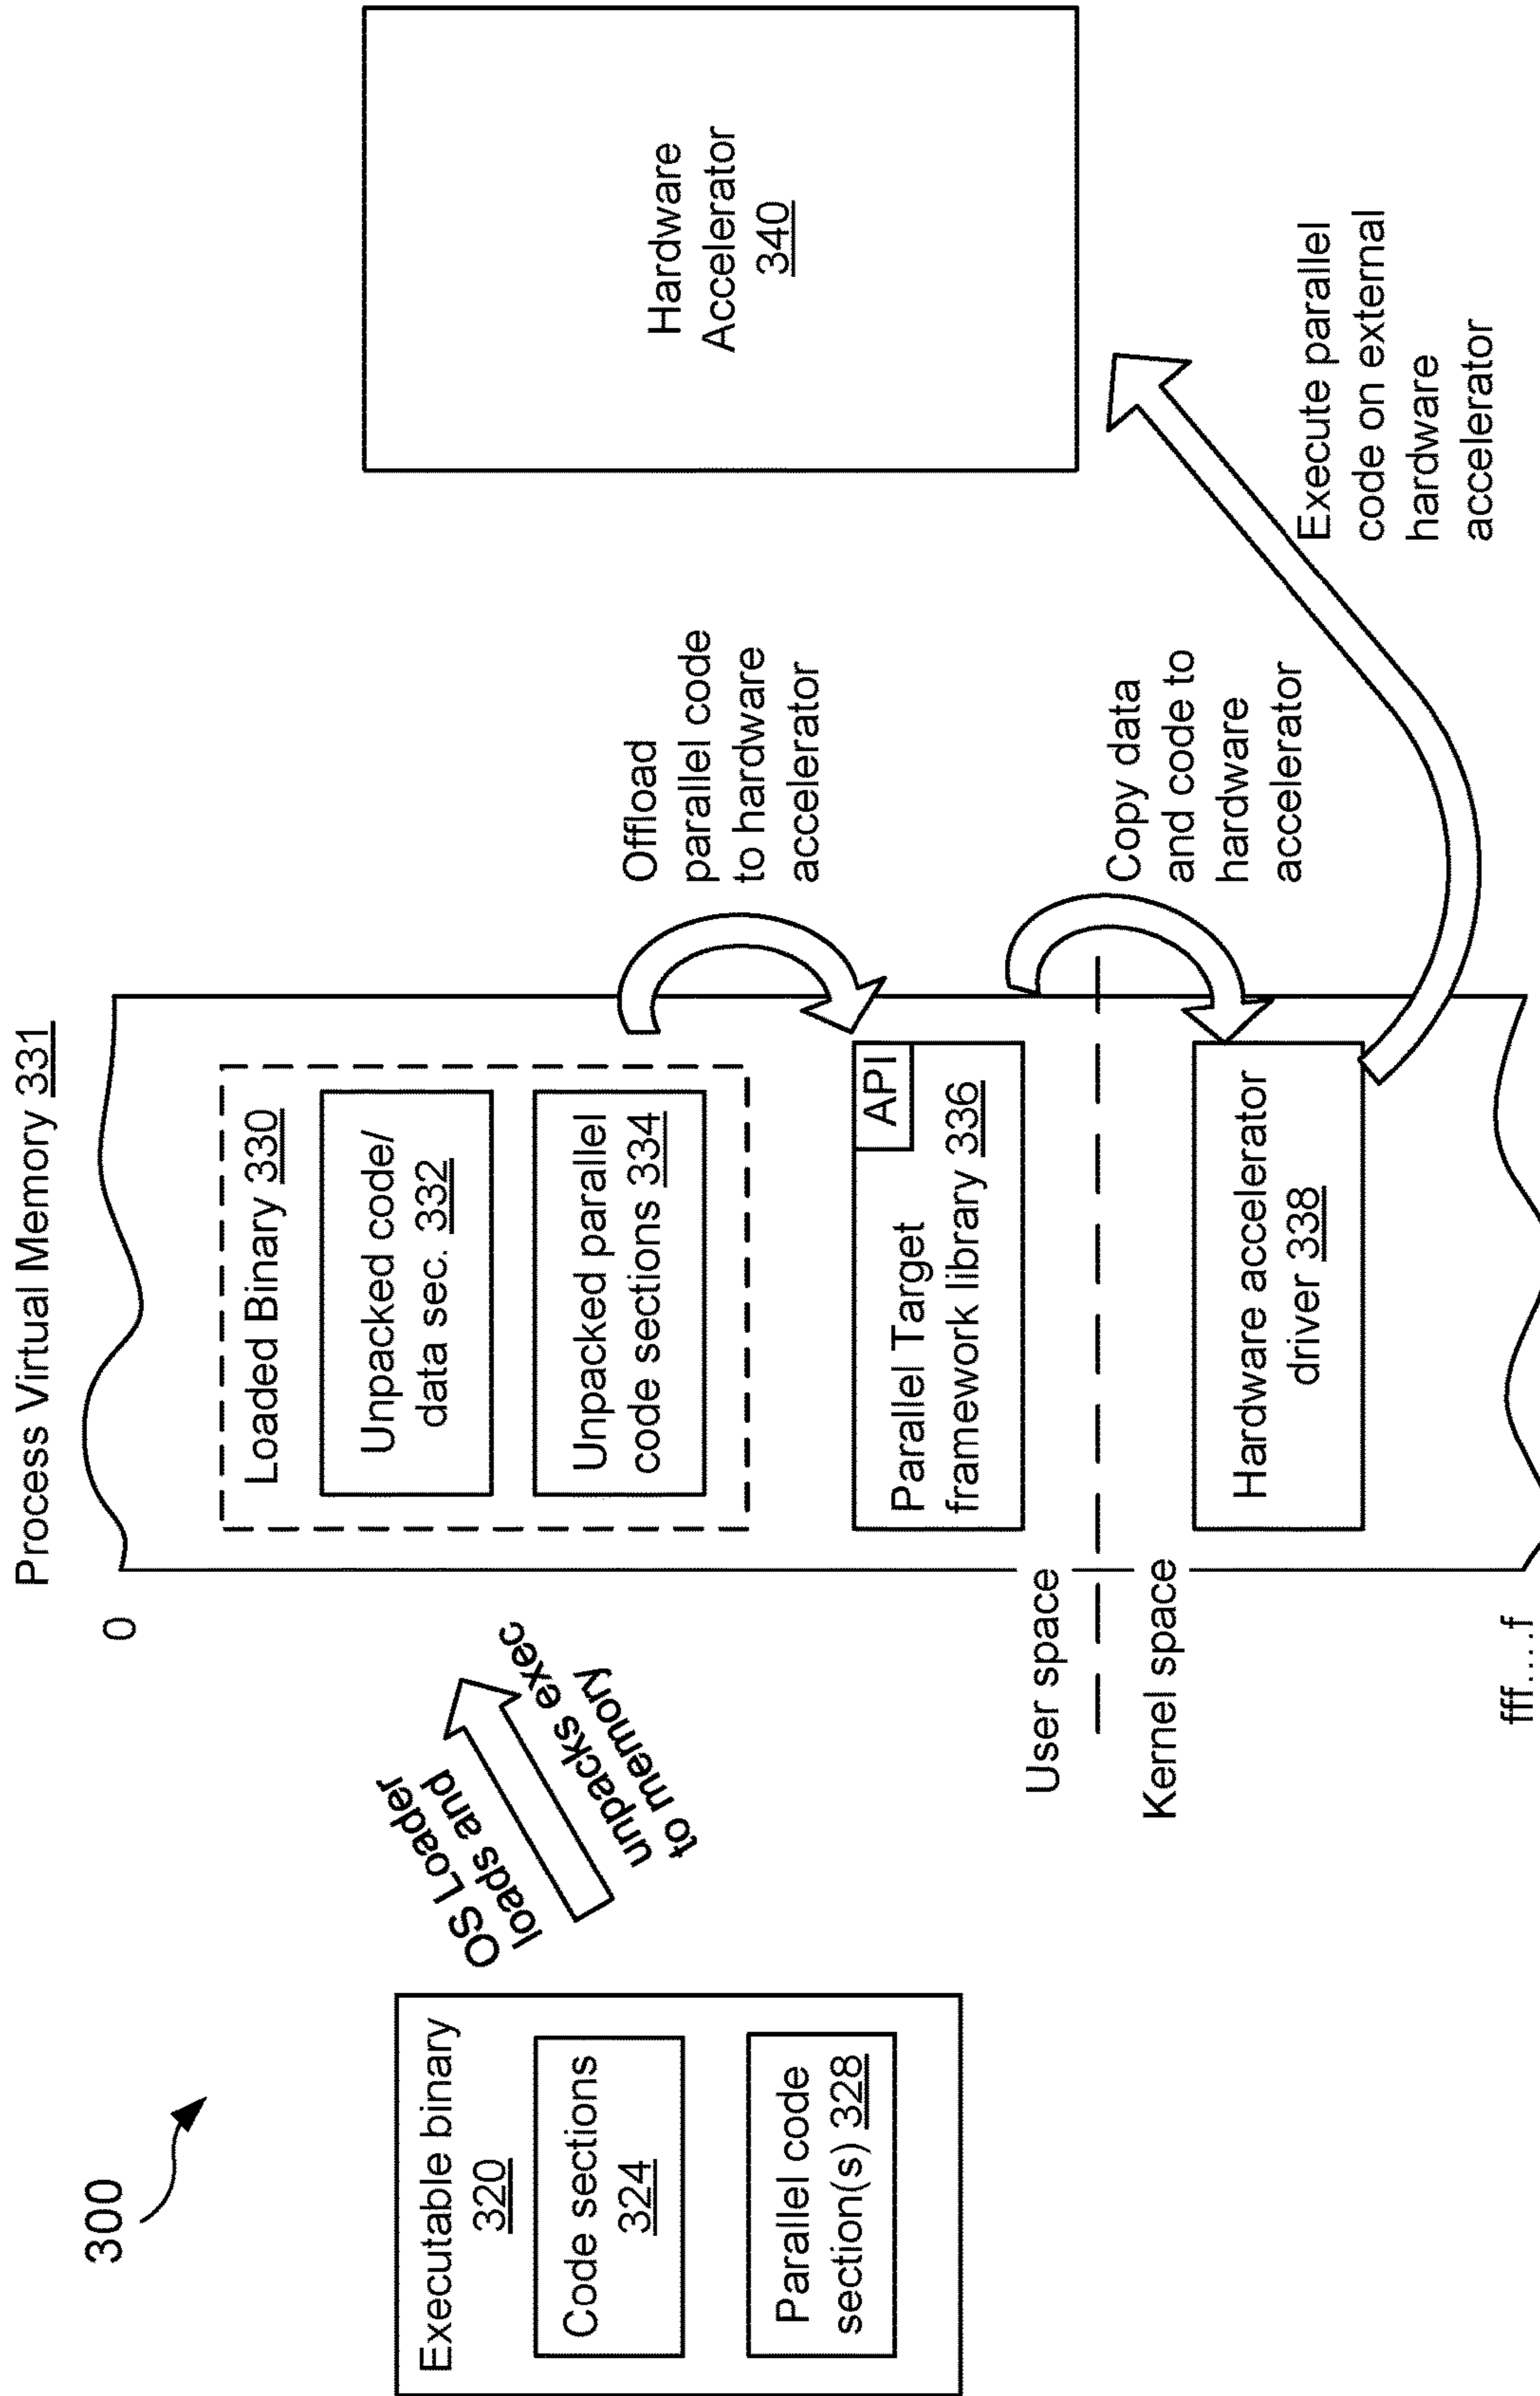 300
Executable binary
320
Code sections
324
Parallel code
section(s) 328
OS Loader
loads and
unpacks exec
to memory
Process Virtual Memory 331
0
Loaded Binary 330
Unpacked code/
data sec. 332
Unpacked parallel
code sections 334
API
Parallel Target
framework library 336
User space
Kernel space
Hardware accelerator
driver 338
fff....f
Offload
parallel code
to hardware
accelerator
Copy data
and code to
hardware
accelerator
Execute parallel
code on external
hardware
accelerator
Hardware
Accelerator
340